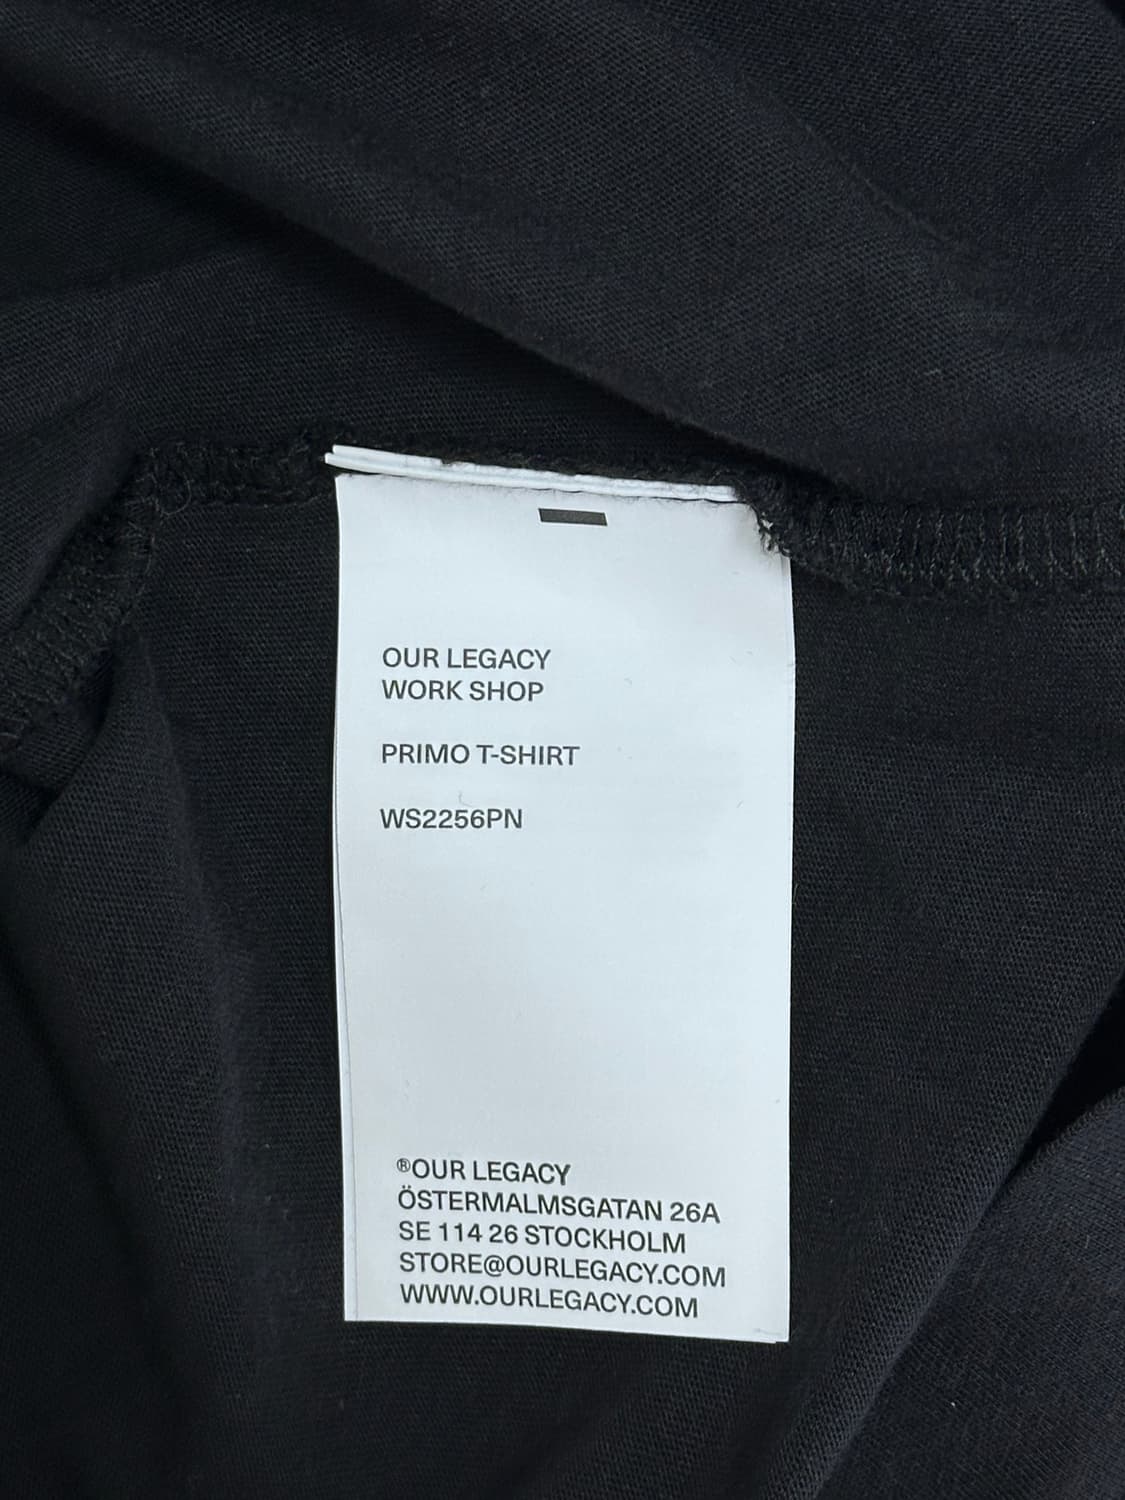 OUR LEGACY
WORK SHOP
PRIMO T-SHIRT
WS2256PN
®OUR LEGACY
ÖSTERMALMSGATAN 26A
SE 114 26 STOCKHOLM
STORE@OURLEGACY.COM
WWW.OURLEGACY.COM